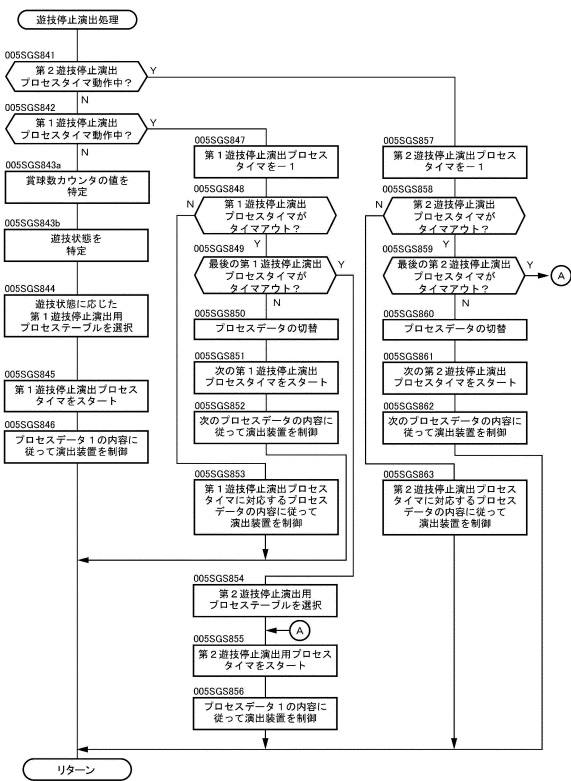 遊技停止演出処理
005SGS841
第２遊技停止演出
プロセスタイマ動作中？
Y
N
005SGS842
第１遊技停止演出
プロセスタイマ動作中？
Y
N
005SGS843a
賞球数カウンタの値を
特定
005SGS843b
遊技状態を
特定
005SGS844
遊技状態に応じた
第１遊技停止演出用
プロセステーブルを選択
005SGS845
第１遊技停止演出プロセス
タイマをスタート
005SGS846
プロセスデータ１の内容に
従って演出装置を制御
005SGS847
第１遊技停止演出プロセス
タイマを－１
005SGS848
N
第１遊技停止演出
プロセスタイマが
タイマアウト？
Y
005SGS849
最後の第１遊技停止演出
プロセスタイマが
タイマアウト？
Y
N
005SGS850
プロセスデータの切替
005SGS851
次の第１遊技停止演出
プロセスタイマをスタート
005SGS852
次のプロセスデータの内容に
従って演出装置を制御
005SGS853
第１遊技停止演出プロセス
タイマに対応するプロセス
データの内容に従って
演出装置を制御
005SGS854
第２遊技停止演出用
プロセステーブルを選択
A
005SGS855
第２遊技停止演出用プロセス
タイマをスタート
005SGS856
プロセスデータ１の内容に
従って演出装置を制御
005SGS857
第２遊技停止演出プロセス
タイマを－１
005SGS858
N
第２遊技停止演出
プロセスタイマが
タイマアウト？
Y
005SGS859
最後の第２遊技停止演出
プロセスタイマが
タイマアウト？
Y
A
N
005SGS860
プロセスデータの切替
005SGS861
次の第２遊技停止演出
プロセスタイマをスタート
005SGS862
次のプロセスデータの内容に
従って演出装置を制御
005SGS863
第２遊技停止演出プロセス
タイマに対応するプロセス
データの内容に従って
演出装置を制御
リターン